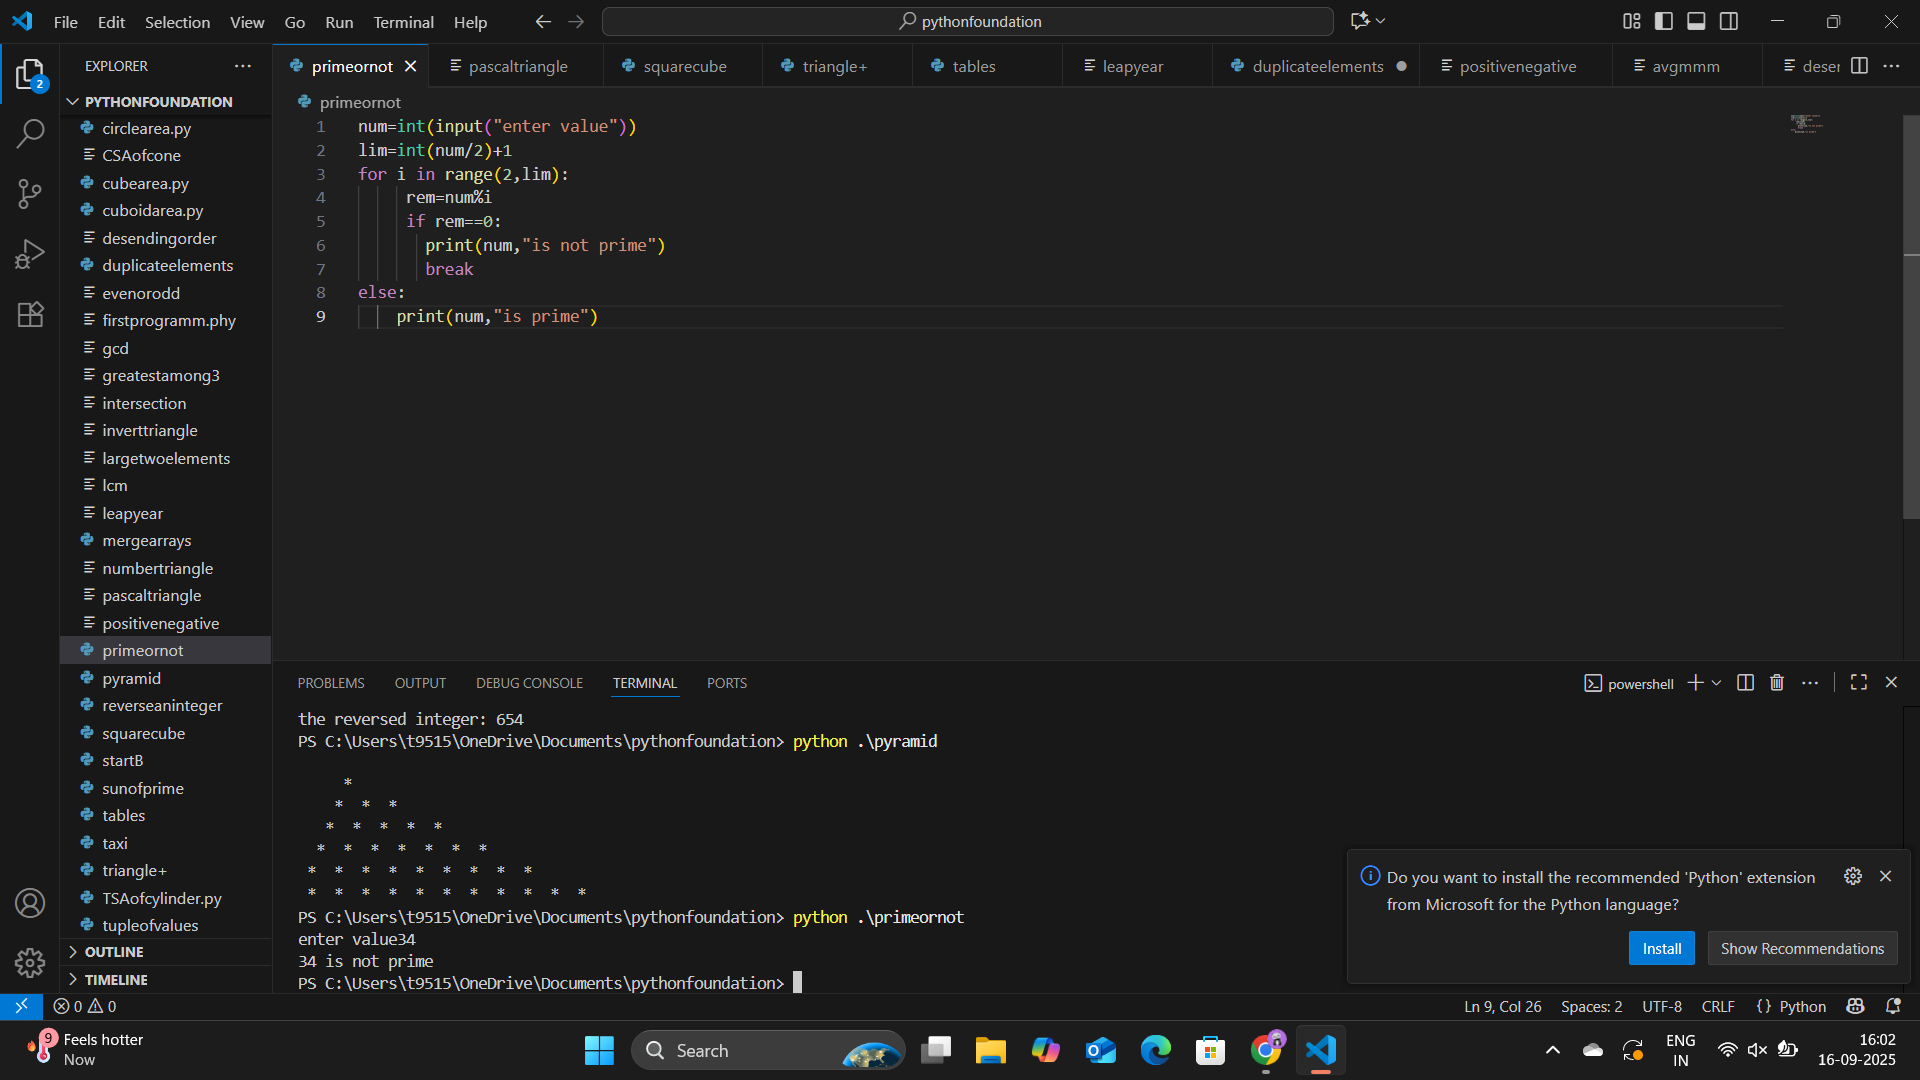 File Edit Selection View Go Run Terminal Help
pythonfoundation
2
EXPLORER
PYTHONFOUNDATION
circlearea.py
CSAofcone
cubearea.py
cuboidarea.py
desendingorder
duplicateelements
evenorodd
firstprogramm.phy
gcd
greatestamong3
intersection
inverttriangle
largetwoelements
lcm
leapyear
mergearrays
numbertriangle
pascaltriangle
positivenegative
primeornot
pyramid
reverseaninteger
squarecube
startB
sunofprime
tables
taxi
triangle+
TSAofcylinder.py
tupleofvalues
OUTLINE
TIMELINE
primeornot pascaltriangle squarecube triangle+ tables leapyear duplicateelements positivenegative avgmmm deser
primeornot
1 num=int(input("enter value"))
2 lim=int(num/2)+1
3 for i in range(2,lim):
4 rem=num%i
5 if rem==0:
6 print(num,"is not prime")
7 break
8 else:
9 print(num,"is prime")
PROBLEMS OUTPUT DEBUG CONSOLE TERMINAL PORTS
powershell
the reversed integer: 654
PS C:\Users\t9515\OneDrive\Documents\pythonfoundation> python .\pyramid
*
* * *
* * * * *
* * * * * * *
* * * * * * * * *
* * * * * * * * * * *
PS C:\Users\t9515\OneDrive\Documents\pythonfoundation> python .\primeornot
enter value34
34 is not prime
PS C:\Users\t9515\OneDrive\Documents\pythonfoundation>
Do you want to install the recommended 'Python' extension
from Microsoft for the Python language?
Install Show Recommendations
0 0
Ln 9, Col 26 Spaces: 2 UTF-8 CRLF {} Python
9
Feels hotter
Now
Search
ENG
IN
16:02
16-09-2025